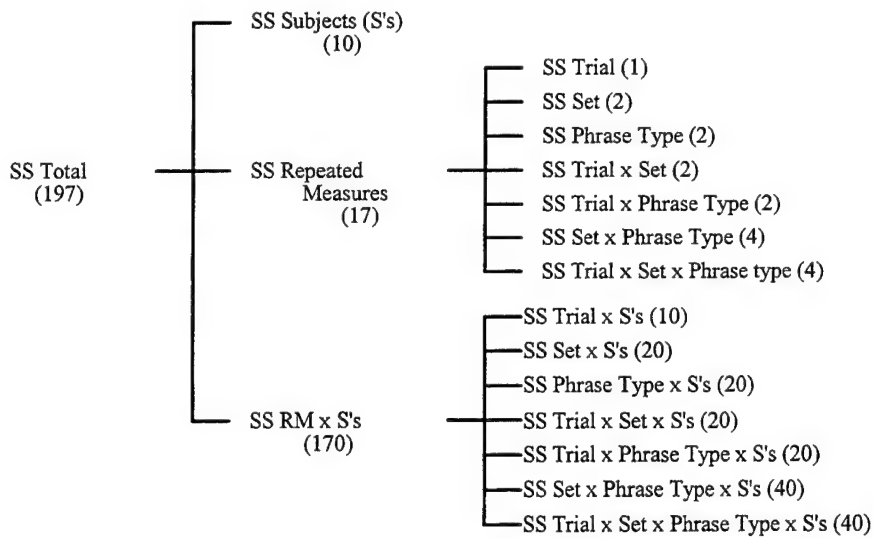 SS Subjects (S's)
(10)
SS Total
(197)
SS Repeated
Measures
(17)
SS Trial (1)
SS Set (2)
SS Phrase Type (2)
SS Trial x Set (2)
SS Trial x Phrase Type (2)
SS Set x Phrase Type (4)
SS Trial x Set x Phrase type (4)
SS RM x S's
(170)
SS Trial x S's (10)
SS Set x S's (20)
SS Phrase Type x S's (20)
SS Trial x Set x S's (20)
SS Trial x Phrase Type x S's (20)
SS Set x Phrase Type x S's (40)
SS Trial x Set x Phrase Type x S's (40)